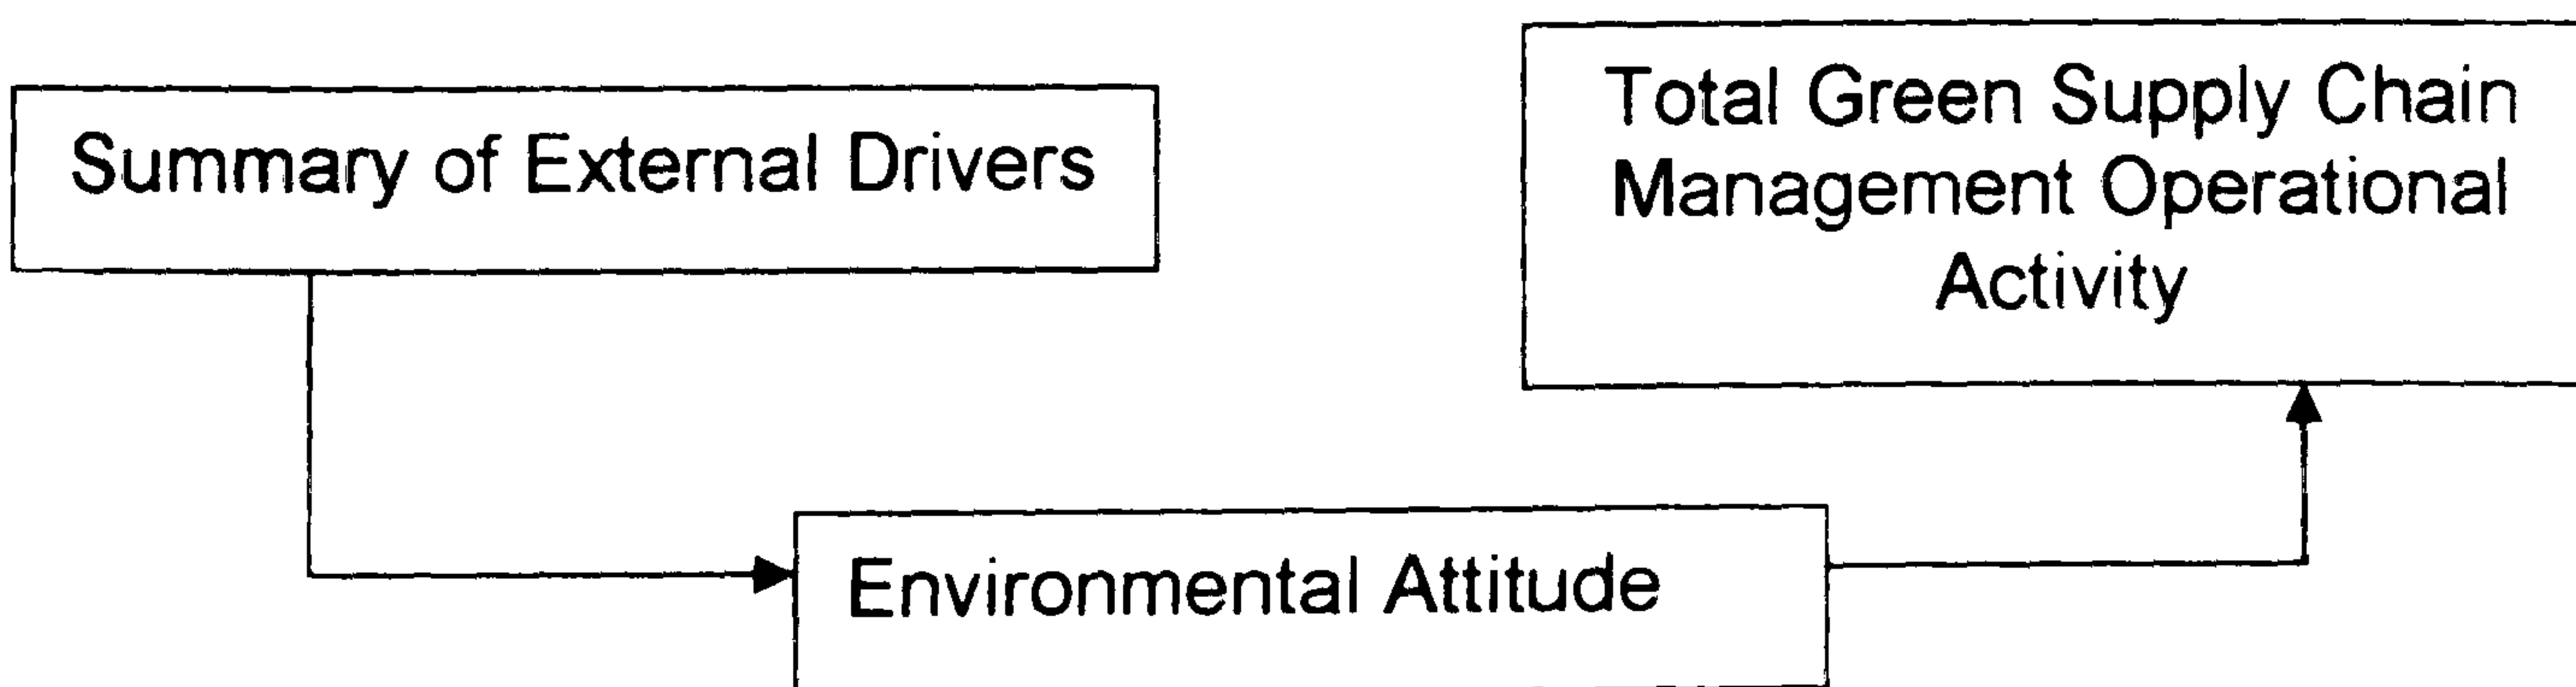 Summary of External Drivers
Total Green Supply Chain
Management Operational
Activity
Environmental Attitude